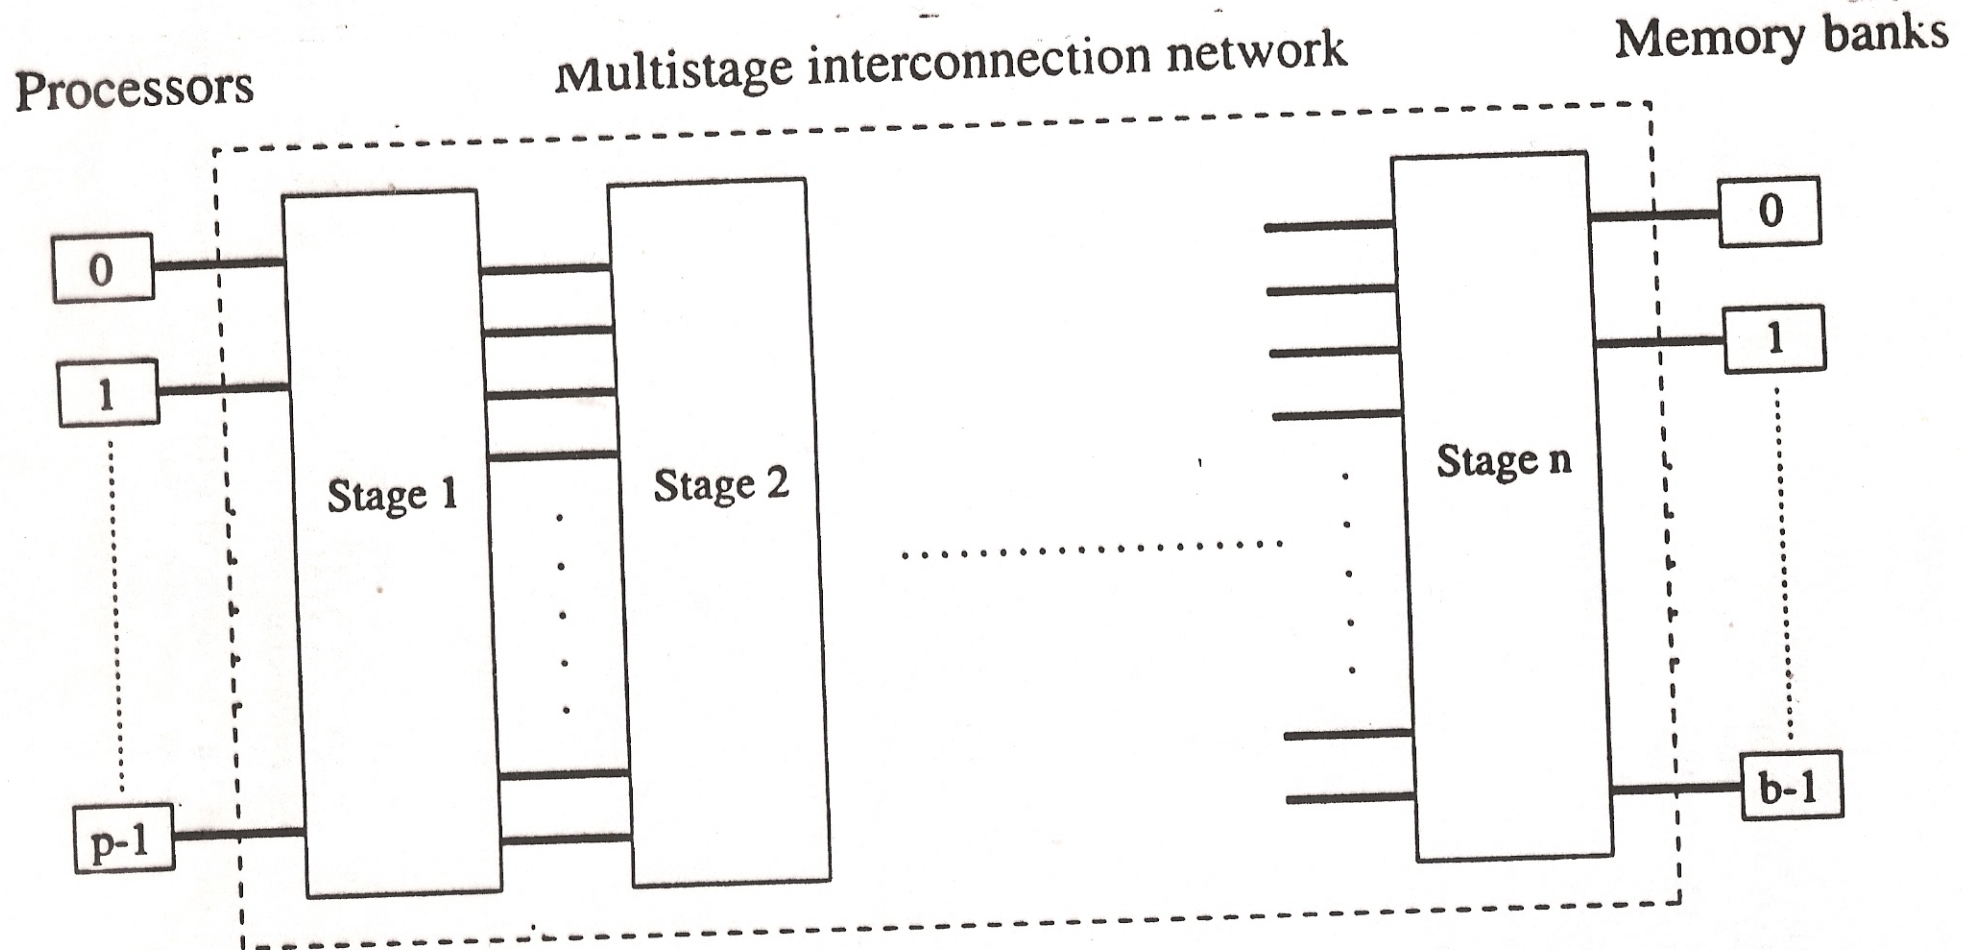 Processors
Multistage interconnection network
Memory banks
0
1
p-1
Stage 1
Stage 2
Stage n
0
1
b-1